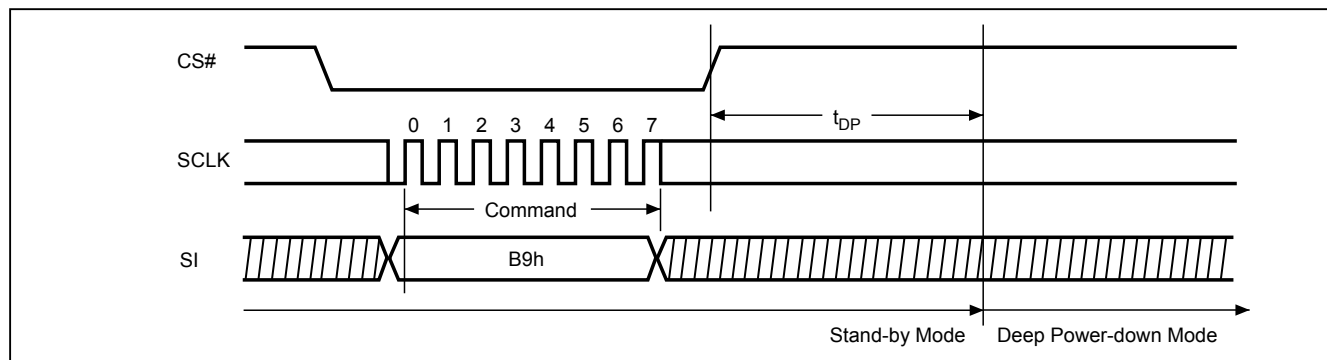 CS#
tDP
0 1 2 3 4 5 6 7
SCLK
Command
SI
B9h
Stand-by Mode
Deep Power-down Mode